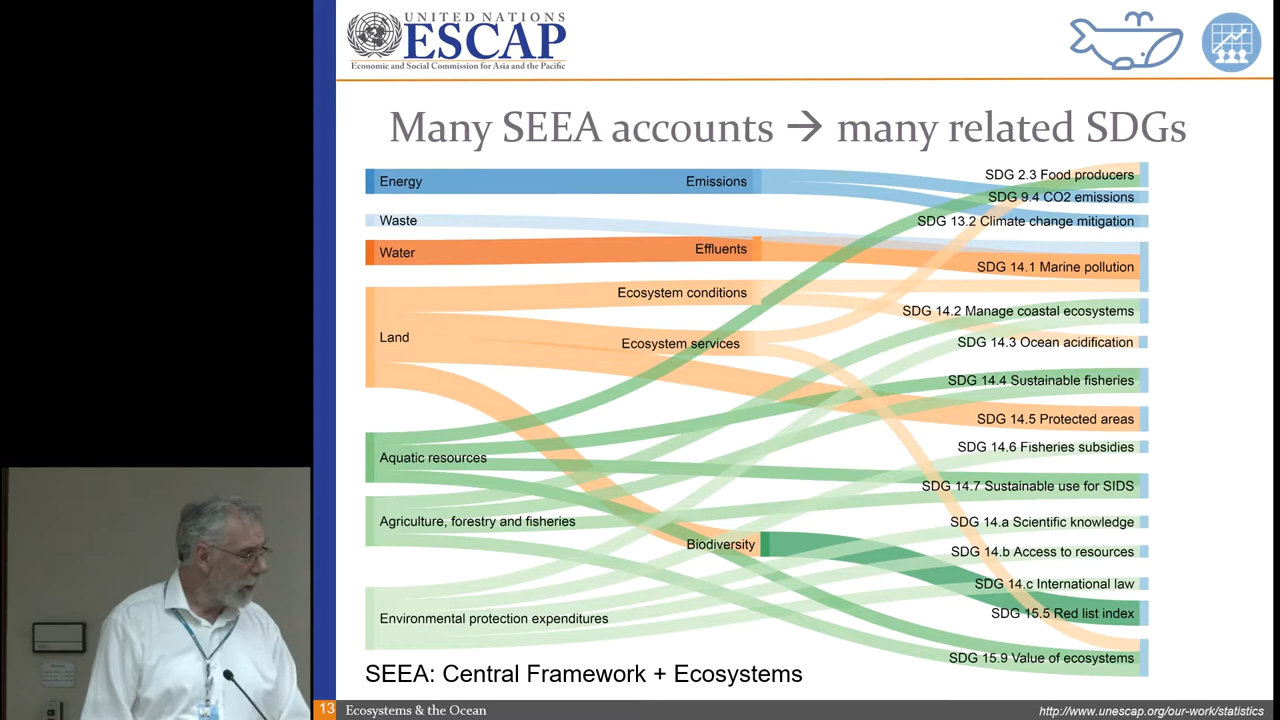 UNITED NATIONS
ESCAP
Economic and Social Commission for Asia and the Pacific
Many SEEA accounts → many related SDGs
Energy
Emissions
Waste
Water
Effluents
Ecosystem conditions
Land
Ecosystem services
Aquatic resources
Agriculture, forestry and fisheries
Biodiversity
Environmental protection expenditures
SDG 2.3 Food producers
SDG 9.4 CO2 emissions
SDG 13.2 Climate change mitigation
SDG 14.1 Marine pollution
SDG 14.2 Manage coastal ecosystems
SDG 14.3 Ocean acidification
SDG 14.4 Sustainable fisheries
SDG 14.5 Protected areas
SDG 14.6 Fisheries subsidies
SDG 14.7 Sustainable use for SIDS
SDG 14.a Scientific knowledge
SDG 14.b Access to resources
SDG 14.c International law
SDG 15.5 Red list index
SDG 15.9 Value of ecosystems
SEEA: Central Framework + Ecosystems
13 Ecosystems & the Ocean
http://www.unescap.org/our-work/statistics